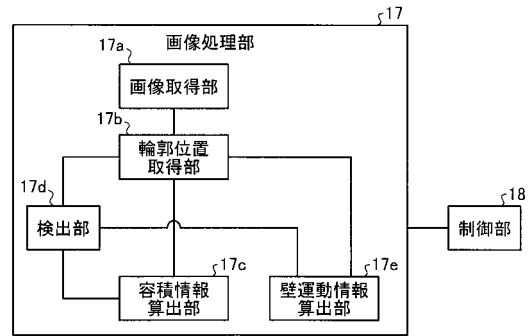 17
画像処理部
17a
画像取得部
17b
輪郭位置
取得部
17d
検出部
18
制御部
17c
容積情報
算出部
17e
壁運動情報
算出部